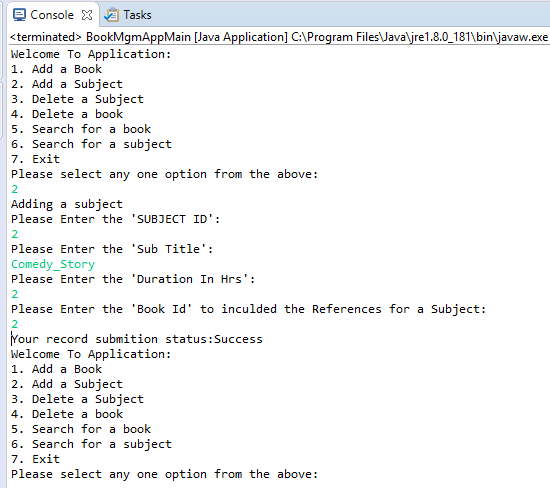 Console Tasks
<terminated> BookMgmAppMain [Java Application] C:\Program Files\Java\jre1.8.0_181\bin\javaw.exe
Welcome To Application:
1. Add a Book
2. Add a Subject
3. Delete a Subject
4. Delete a book
5. Search for a book
6. Search for a subject
7. Exit
Please select any one option from the above:
2
Adding a subject
Please Enter the 'SUBJECT ID':
2
Please Enter the 'Sub Title':
Comedy_Story
Please Enter the 'Duration In Hrs':
2
Please Enter the 'Book Id' to inculded the References for a Subject:
2
Your record submition status:Success
Welcome To Application:
1. Add a Book
2. Add a Subject
3. Delete a Subject
4. Delete a book
5. Search for a book
6. Search for a subject
7. Exit
Please select any one option from the above: